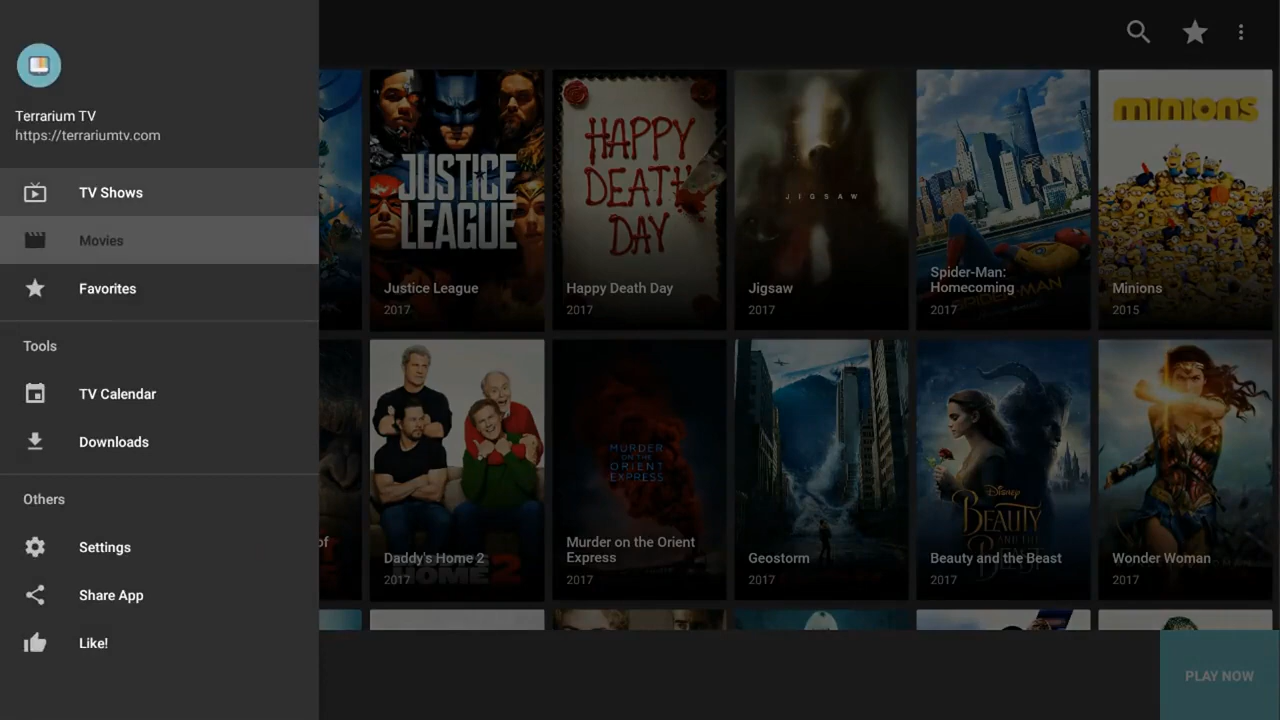 Terrarium TV
https://terrariumtv.com
TV Shows
Movies
Favorites
Tools
TV Calendar
Downloads
Others
Settings
Share App
Like!
JUSTICE
LEAGUE
Justice League
2017
HAPPY
DEATH
DAY
Happy Death Day
2017
JIGSAW
Jigsaw
2017
Spider-Man:
Homecoming
2017
minions
Minions
2015
of
Daddy's Home 2
HOME 2
2017
MURDER
ON THE
ORIENT
EXPRESS
Murder on the Orient
Express
2017
Geostorm
2017
Disney
BEAUTY
AND THE
BEAST
Beauty and the Beast
2017
Wonder Woman
2017
PLAY NOW